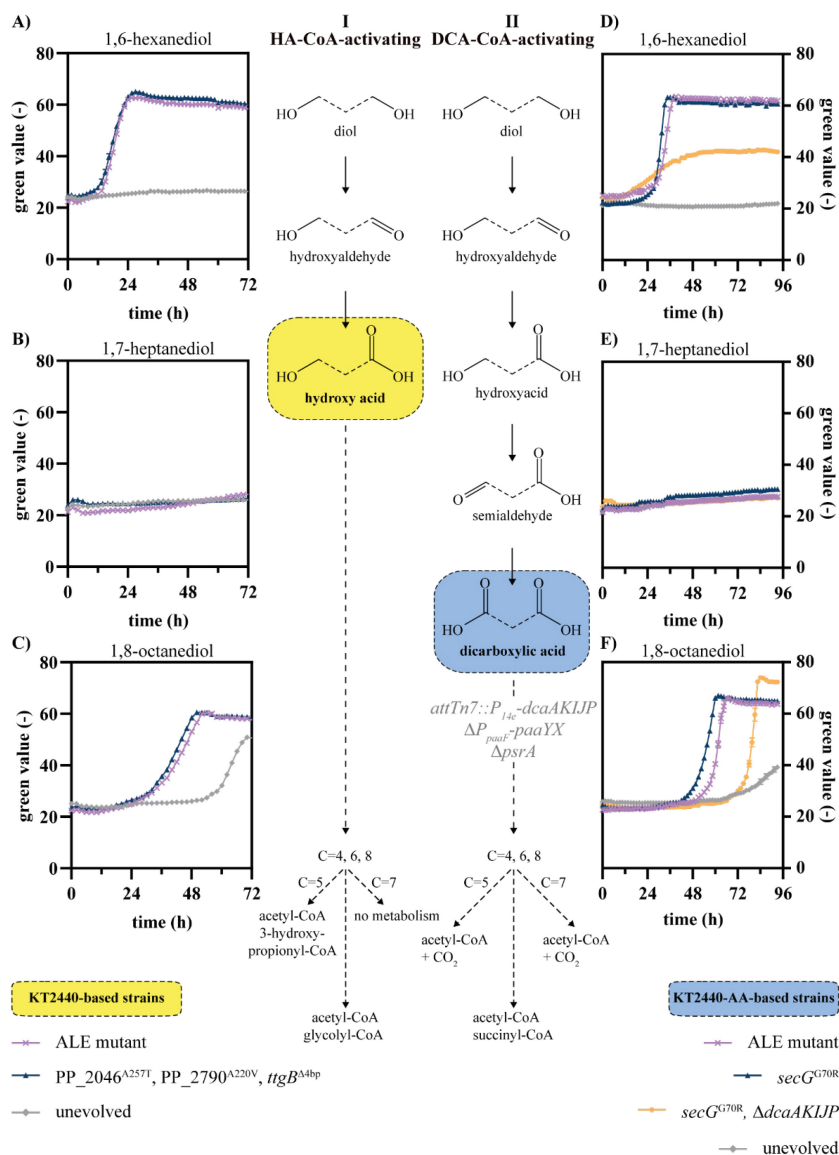 A)
1,6-hexanediol
green value (-)
80
60
40
20
0
0 24 48 72
time (h)
B)
1,7-heptanediol
green value (-)
80
60
40
20
0
0 24 48 72
time (h)
C)
1,8-octanediol
green value (-)
80
60
40
20
0
0 24 48 72
time (h)
I
HA-CoA-activating
HO OH
diol
HO O
hydroxyaldehyde
O
HO OH
hydroxy acid
C=4, 6, 8
C=5 C=7
acetyl-CoA
3-hydroxy-
propionyl-CoA
no metabolism
acetyl-CoA
glycolyl-CoA
II
DCA-CoA-activating
HO OH
diol
HO O
hydroxyaldehyde
O
HO OH
hydroxyacid
O
O OH
semialdehyde
O O
HO OH
dicarboxylic acid
attTn7::P14e-dcaAKIJP
ΔPpaaF-paaYX
ΔpsrA
C=4, 6, 8
C=5 C=7
acetyl-CoA
+ CO2
acetyl-CoA
+ CO2
acetyl-CoA
succinyl-CoA
D)
1,6-hexanediol
80
60
40
20
0
green value (-)
0 24 48 72 96
time (h)
E)
1,7-heptanediol
80
60
40
20
0
green value (-)
0 24 48 72 96
time (h)
F)
1,8-octanediol
80
60
40
20
0
green value (-)
0 24 48 72 96
time (h)
KT2440-based strains
ALE mutant
PP_2046A257T, PP_2790A220V, ttgBΔ4bp
unevolved
KT2440-AA-based strains
ALE mutant
secGG70R
secGG70R, ΔdcaAKIJP
unevolved